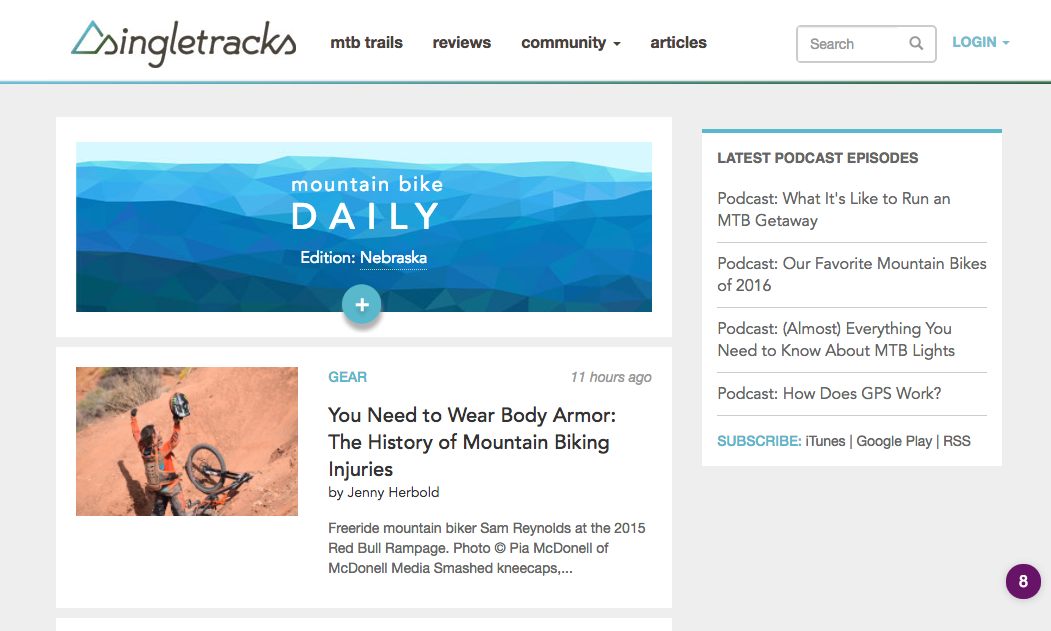 singletracks
mtb trails
reviews
community
articles
Search
LOGIN
mountain bike
DAILY
Edition: Nebraska
+
GEAR
11 hours ago
You Need to Wear Body Armor:
The History of Mountain Biking
Injuries
by Jenny Herbold
Freeride mountain biker Sam Reynolds at the 2015
Red Bull Rampage. Photo © Pia McDonell of
McDonell Media Smashed kneecaps,...
LATEST PODCAST EPISODES
Podcast: What It's Like to Run an
MTB Getaway
Podcast: Our Favorite Mountain Bikes
of 2016
Podcast: (Almost) Everything You
Need to Know About MTB Lights
Podcast: How Does GPS Work?
SUBSCRIBE: iTunes | Google Play | RSS
8